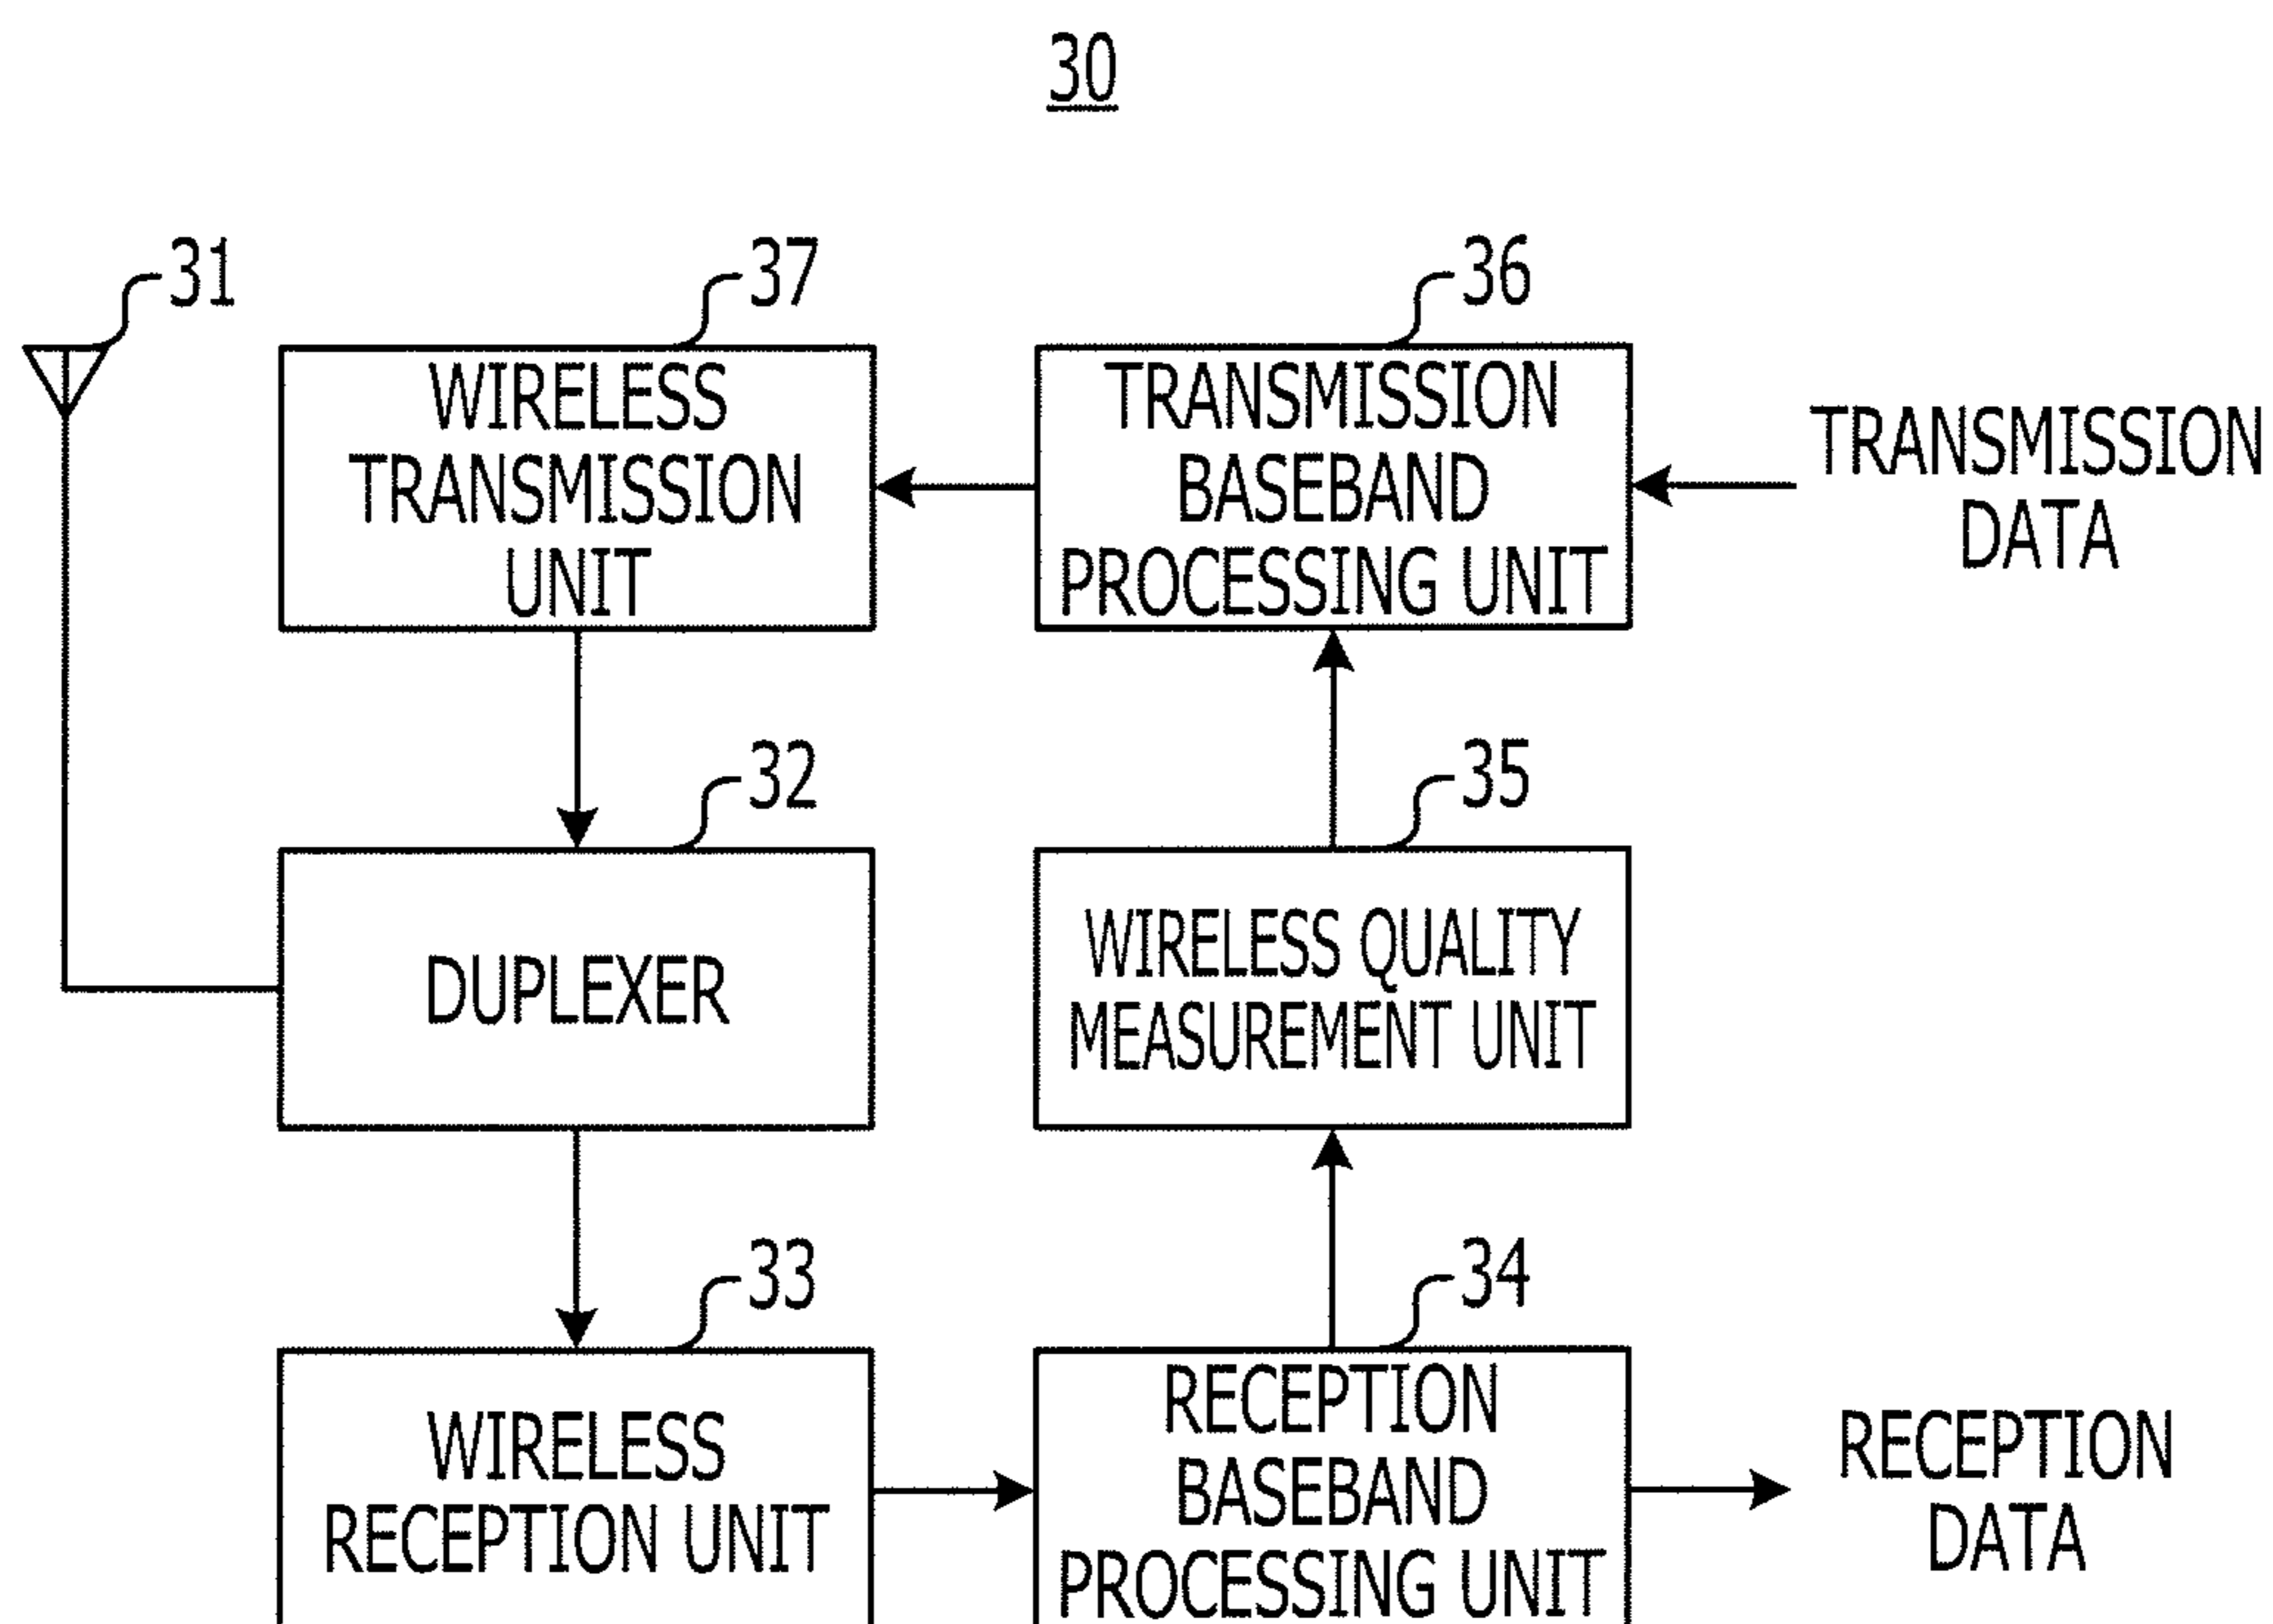 30
31
37
36
WIRELESS
TRANSMISSION
UNIT
TRANSMISSION
BASEBAND
PROCESSING UNIT
TRANSMISSION
DATA
32
35
DUPLEXER
WIRELESS QUALITY
MEASUREMENT UNIT
33
34
WIRELESS
RECEPTION UNIT
RECEPTION
BASEBAND
PROCESSING UNIT
RECEPTION
DATA